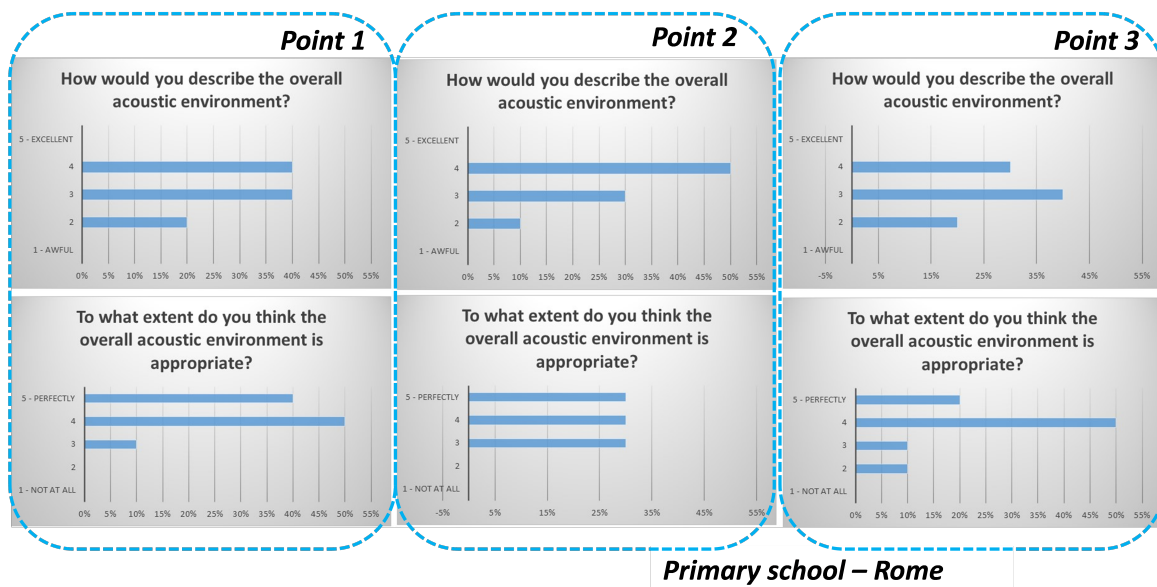 Point 1
How would you describe the overall
acoustic environment?
5 - EXCELLENT
4
3
2
1 - AWFUL
0% 5% 10% 15% 20% 25% 30% 35% 40% 45% 50% 55%
To what extent do you think the
overall acoustic environment is
appropriate?
5 - PERFECTLY
4
3
2
1 - NOT AT ALL
0% 5% 10% 15% 20% 25% 30% 35% 40% 45% 50% 55%
Point 2
How would you describe the overall
acoustic environment?
5 - EXCELLENT
4
3
2
1 - AWFUL
0% 5% 10% 15% 20% 25% 30% 35% 40% 45% 50% 55%
To what extent do you think the
overall acoustic environment is
appropriate?
5 - PERFECTLY
4
3
2
1 - NOT AT ALL
-5% 5% 15% 25% 35% 45% 55%
Point 3
How would you describe the overall
acoustic environment?
5 - EXCELLENT
4
3
2
1 - AWFUL
-5% 5% 15% 25% 35% 45% 55%
To what extent do you think the
overall acoustic environment is
appropriate?
5 - PERFECTLY
4
3
2
1 - NOT AT ALL
0% 5% 10% 15% 20% 25% 30% 35% 40% 45% 50% 55%
Primary school – Rome